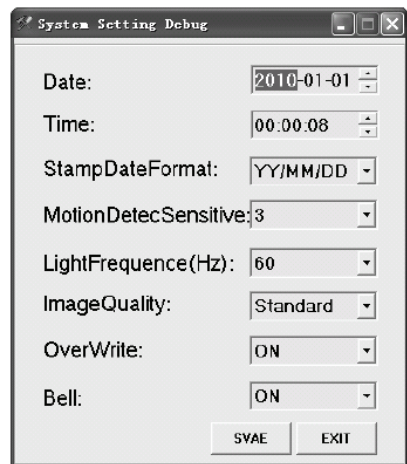 System Setting Debug
Date: 2010-01-01
Time: 00:00:08
StampDateFormat: YY/MM/DD
MotionDetecSensitive: 3
LightFrequence(Hz): 60
ImageQuality: Standard
OverWrite: ON
Bell: ON
SVAE EXIT